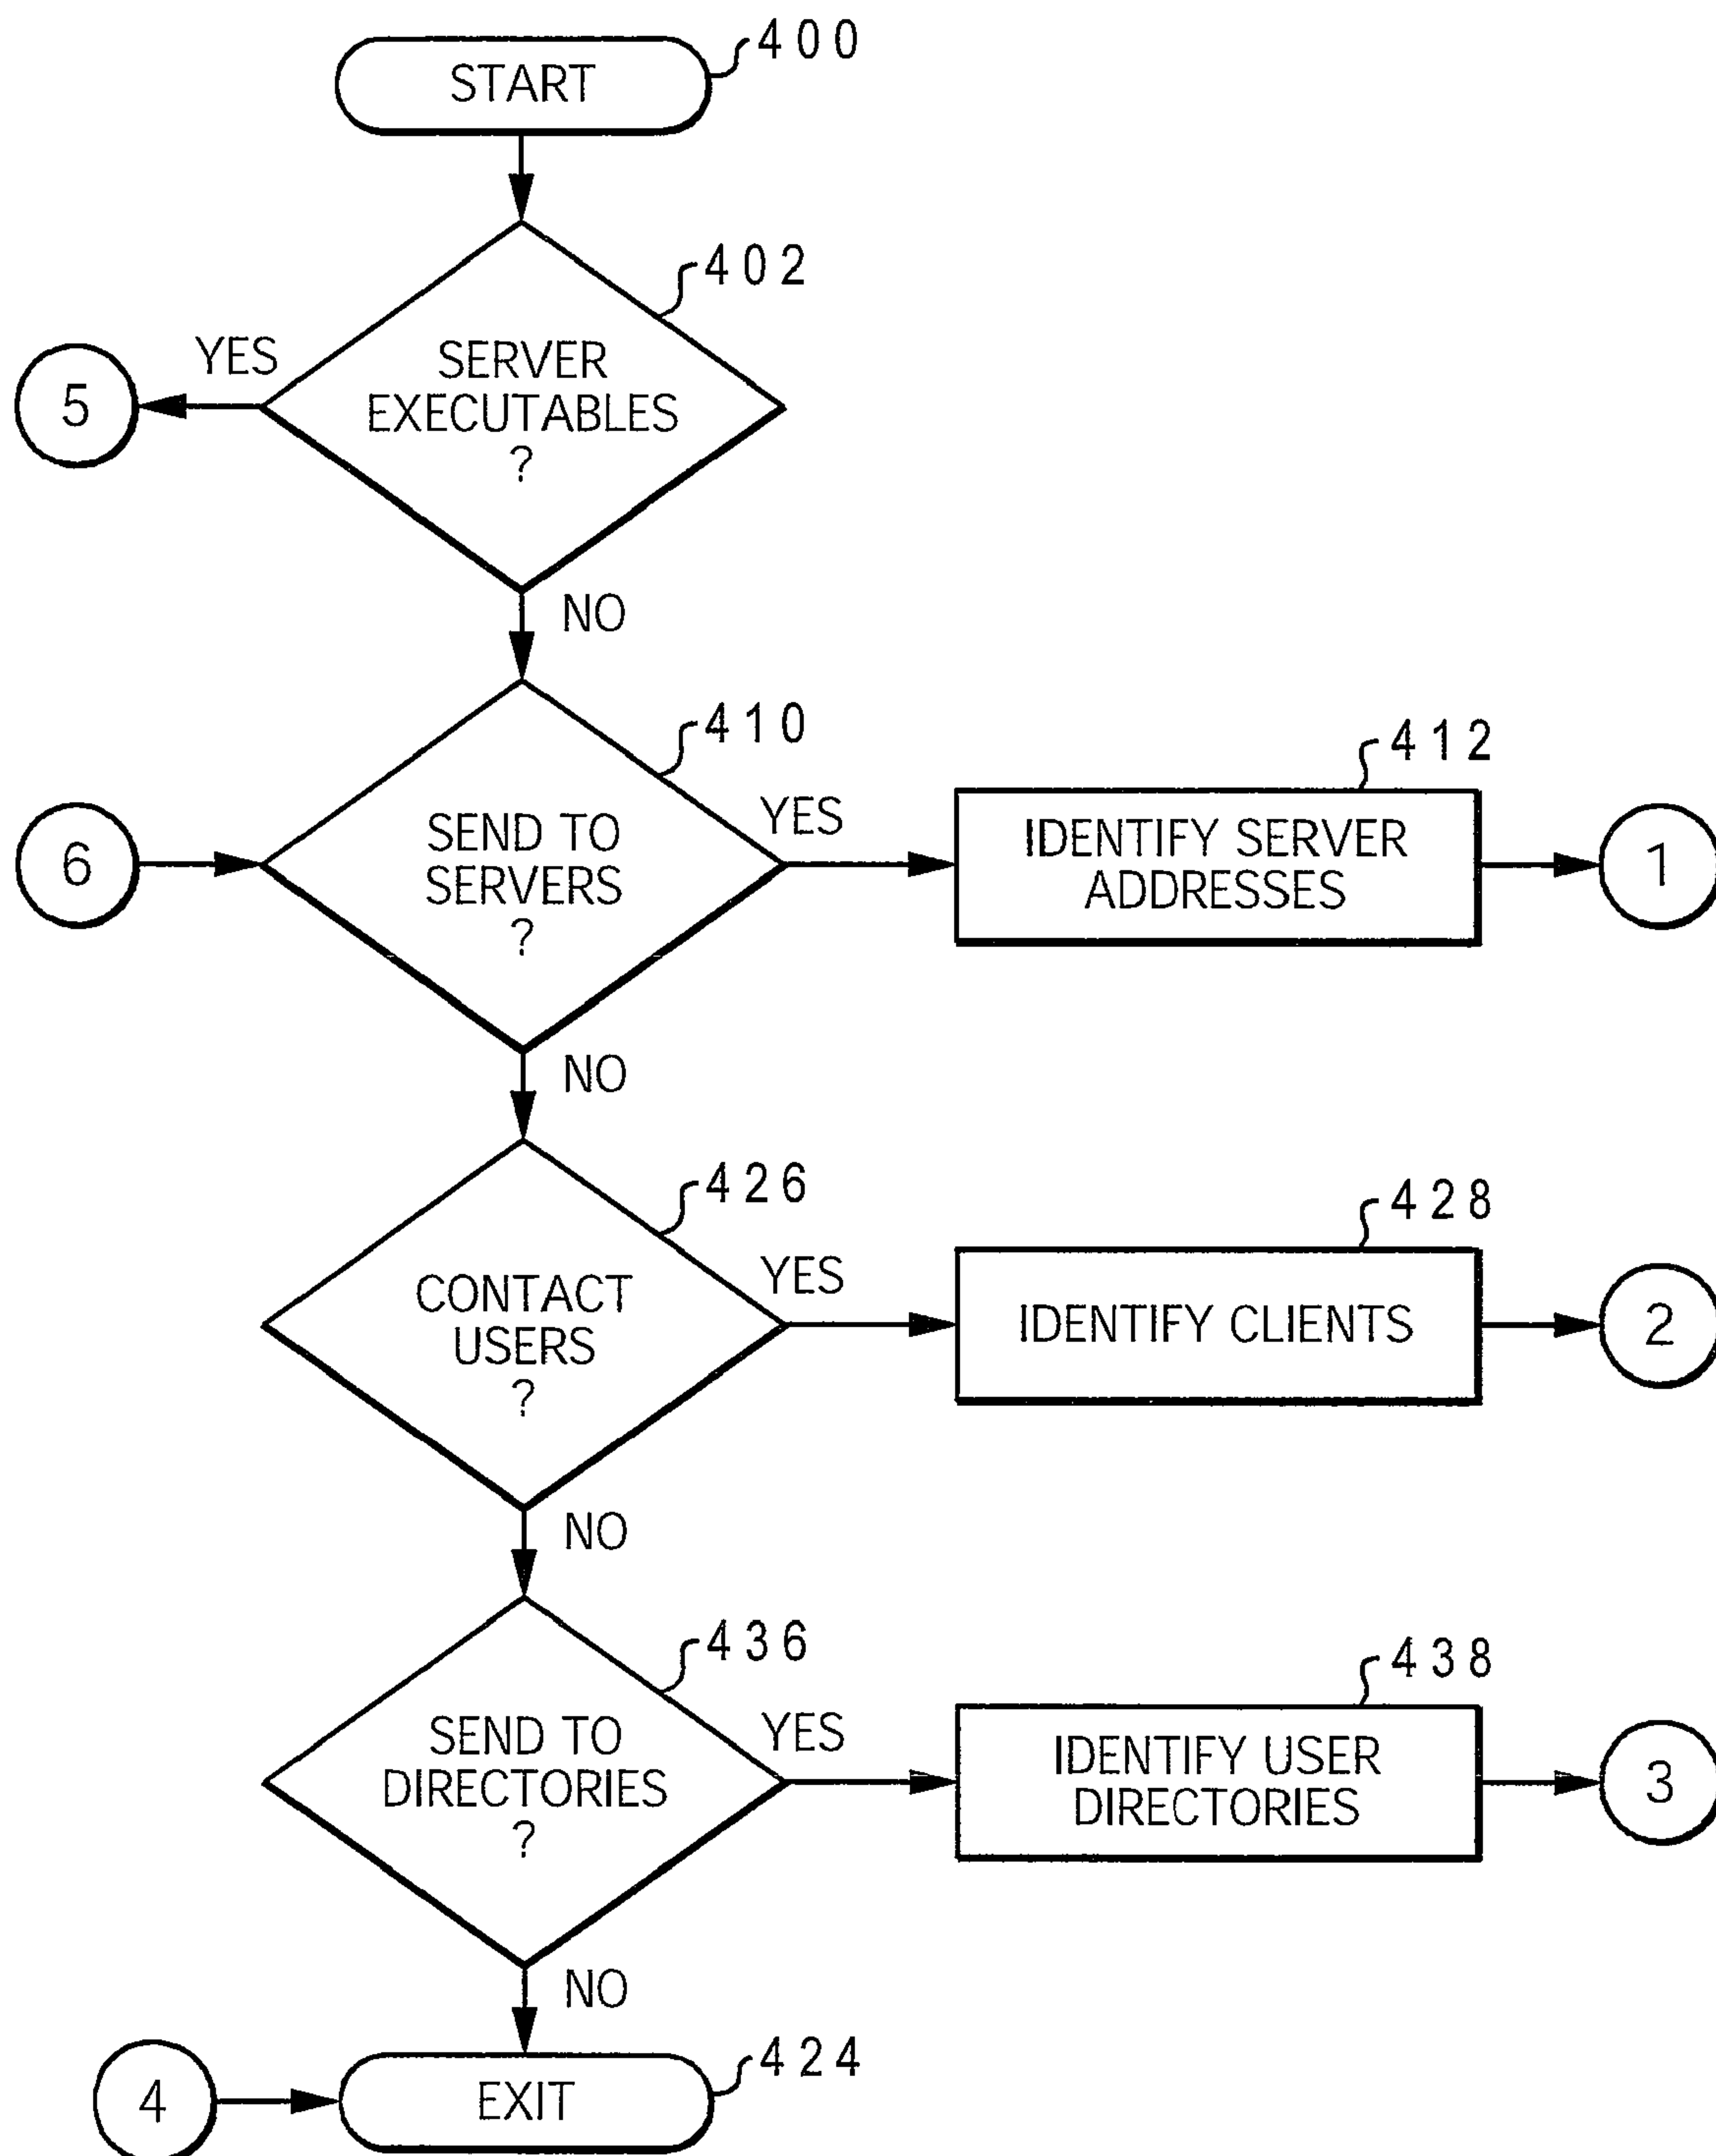 400
START
402
YES
SERVER
EXECUTABLES
?
5
NO
410
412
YES
6
SEND TO
SERVERS
?
IDENTIFY SERVER
ADDRESSES
1
NO
426
428
YES
CONTACT
USERS
?
IDENTIFY CLIENTS
2
NO
436
438
YES
SEND TO
DIRECTORIES
?
IDENTIFY USER
DIRECTORIES
3
NO
424
4
EXIT